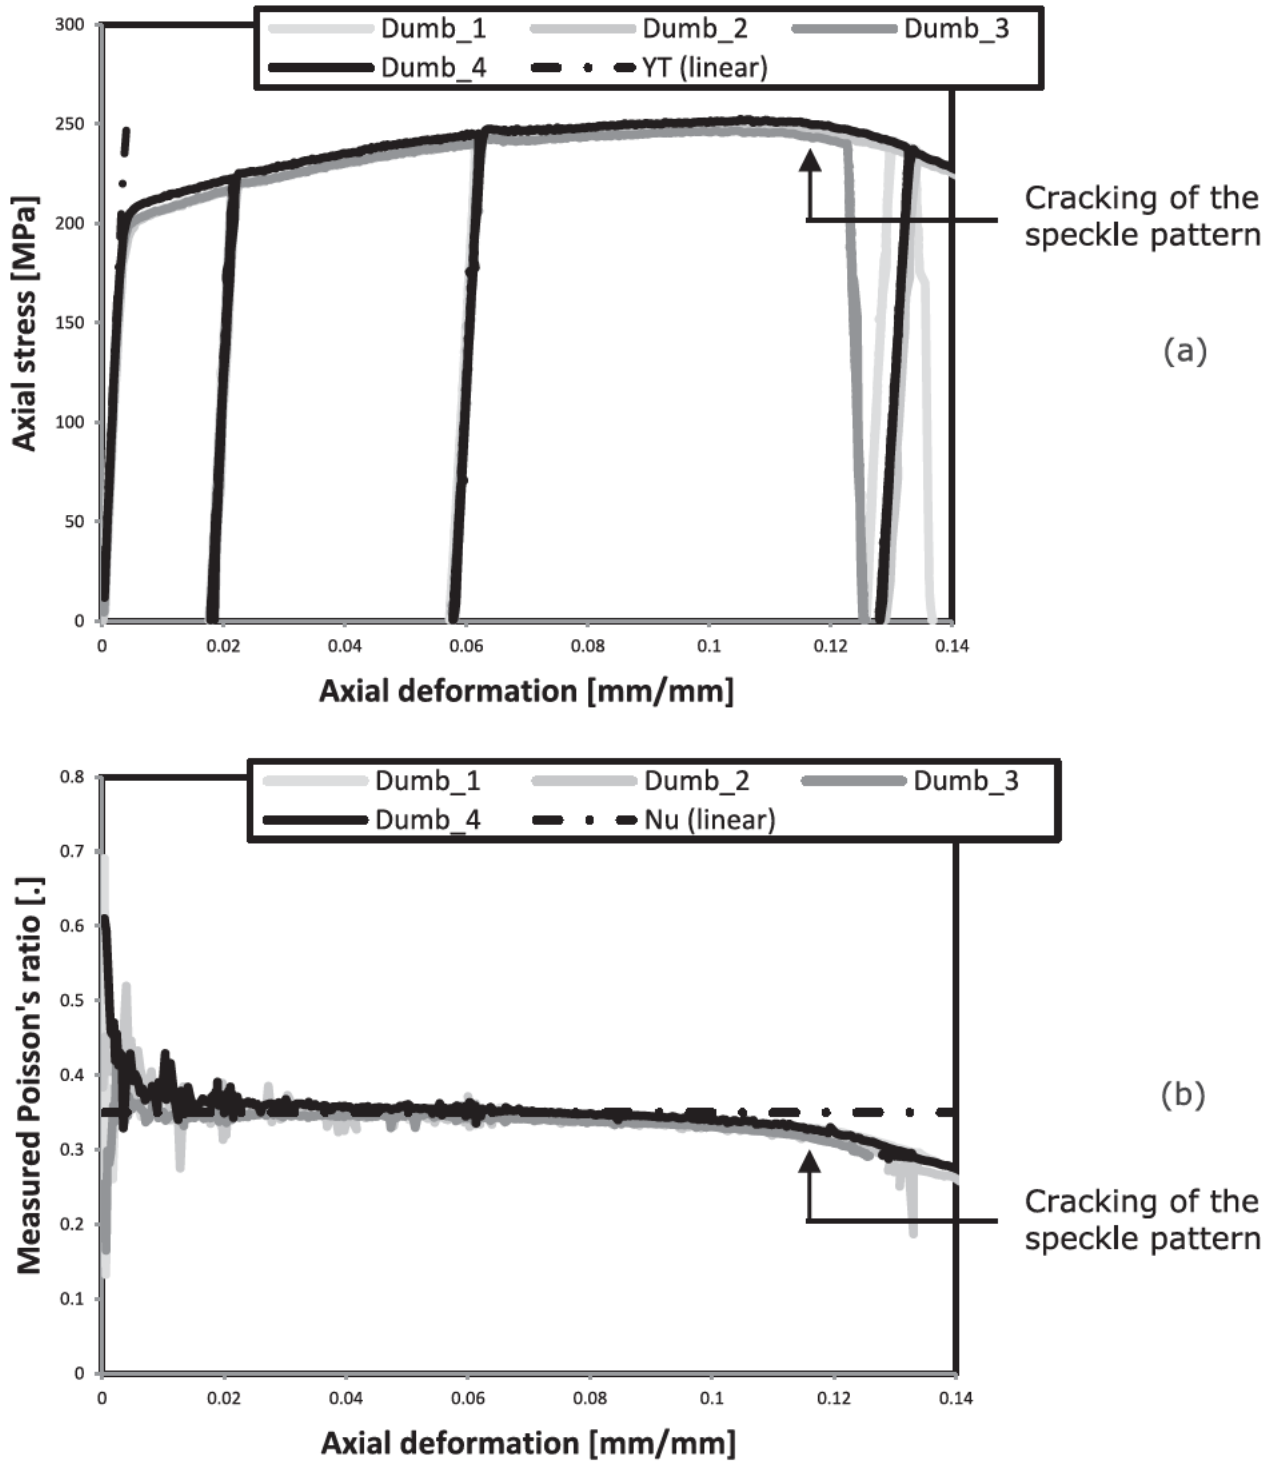 Dumb_1 Dumb_2 Dumb_3
Dumb_4 YT (linear)
300
250
200
150
100
50
0
Axial stress [MPa]
0 0.02 0.04 0.06 0.08 0.1 0.12 0.14
Axial deformation [mm/mm]
Cracking of the
speckle pattern
(a)
Dumb_1 Dumb_2 Dumb_3
Dumb_4 Nu (linear)
0.8
0.7
0.6
0.5
0.4
0.3
0.2
0.1
0
Measured Poisson's ratio [.]
0 0.02 0.04 0.06 0.08 0.1 0.12 0.14
Axial deformation [mm/mm]
(b)
Cracking of the
speckle pattern